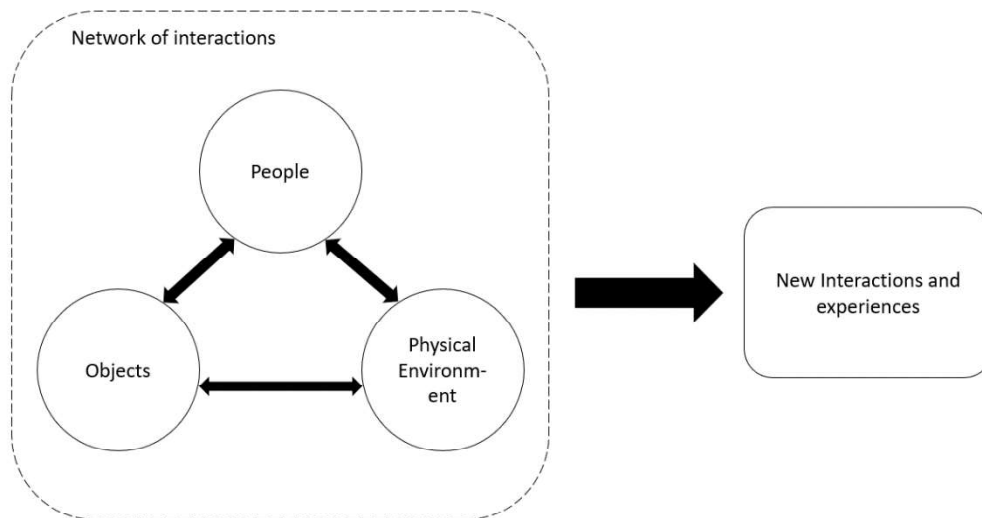 Network of interactions
People
Objects
Physical
Environm-
ent
New Interactions and
experiences